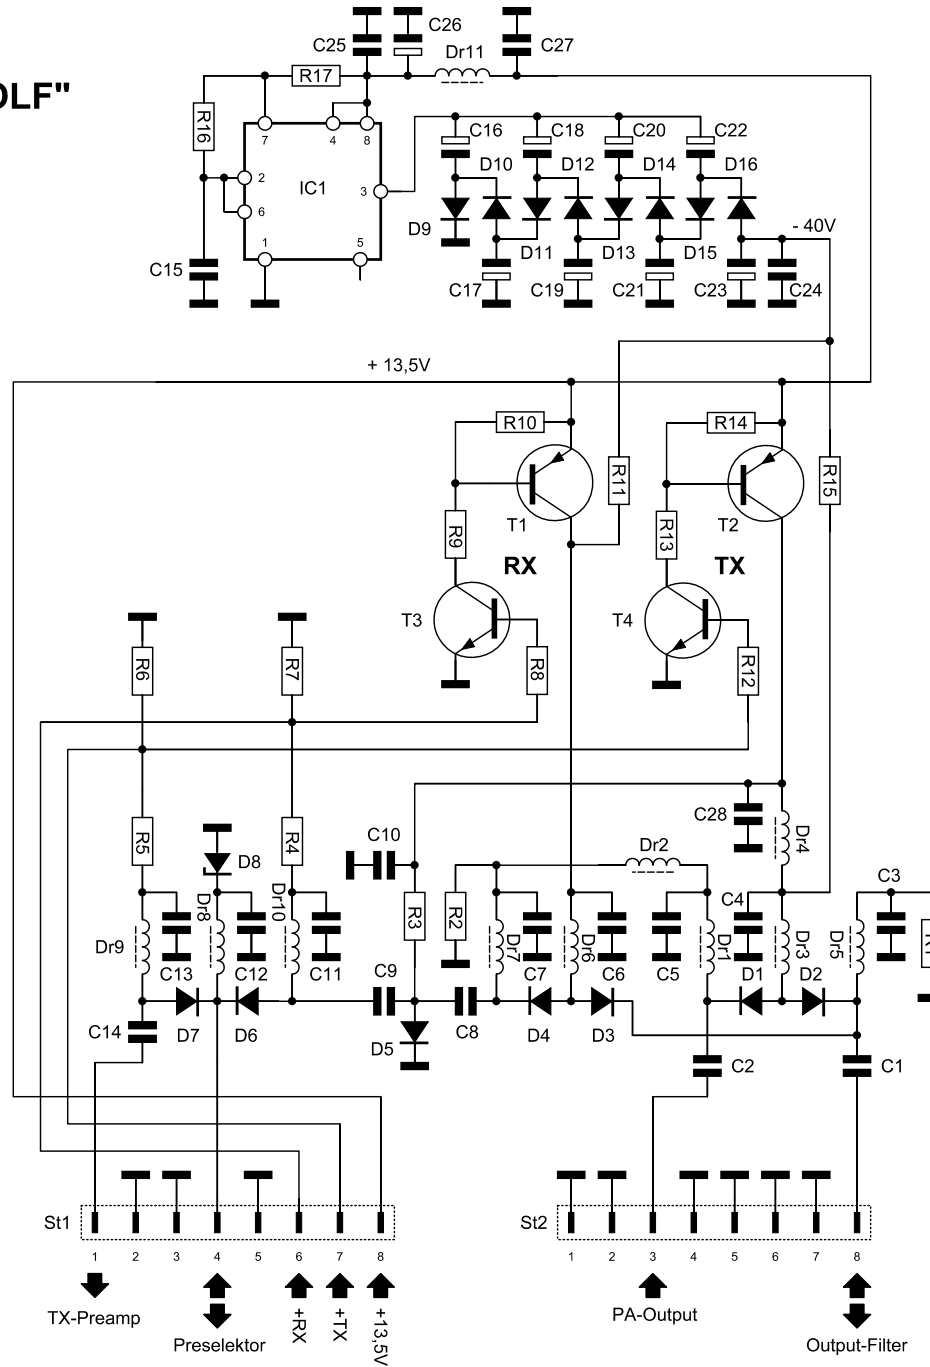 OLF"
C25
C26
Dr11
C27
R17
R16
7
4
8
2
6
IC1
3
1
5
C15
C16
C18
C20
C22
D10
D12
D14
D16
D9
D11
D13
D15
- 40V
C17
C19
C21
C23
C24
+ 13,5V
R10
R14
R11
R15
T1
T2
R9
RX
R13
TX
T3
T4
R6
R7
R8
R12
R5
R4
D8
C10
C28
Dr4
Dr2
C3
Dr9
Dr8
Dr10
R3
R2
Dr7
Dr6
C4
Dr1
Dr3
Dr5
C13
C12
C11
C9
C7
C6
C5
D1
D2
C14
D7
D6
D5
C8
D4
D3
C2
C1
St1
1
2
3
4
5
6
7
8
TX-Preamp
Preselektor
+RX
+TX
+13,5V
St2
1
2
3
4
5
6
7
8
PA-Output
Output-Filter